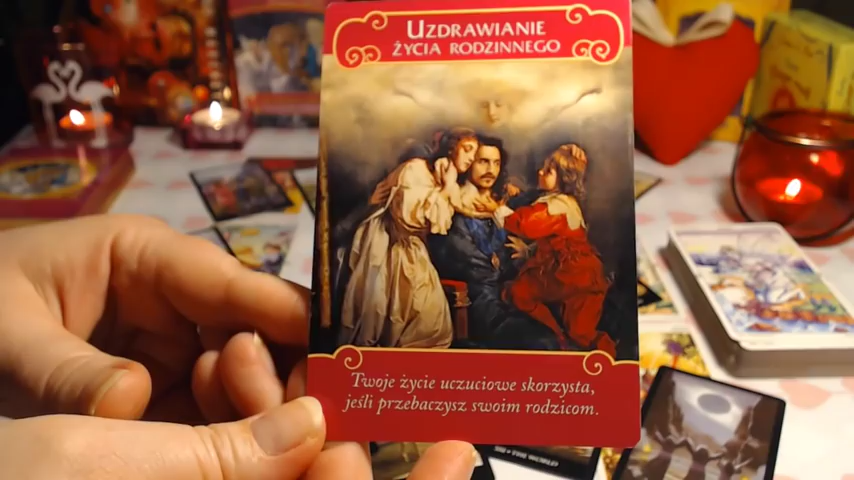 Uzdrawianie
życia rodzinnego
Twoje życie uczuciowe skorzysta,
jeśli przebaczysz swoim rodzicom.